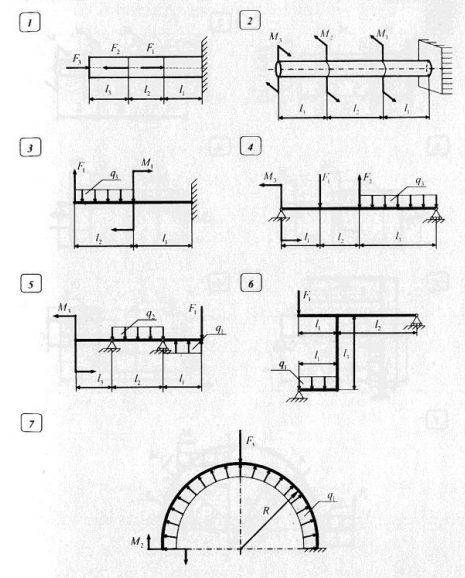 1
2
F₃
F₂
F₁
l₃
l₂
l₁
M₃
M₂
M₁
l₃
l₂
l₁
3
4
F₁
q₁
M₁
l₂
l₁
M₃
F₁
F₃
q₃
l₁
l₂
l₃
5
6
M₃
q₂
F₁
q₁
l₃
l₂
l₁
F₁
l₁
l₂
l₁
l₃
q₁
7
F₁
R
q₁
M₂